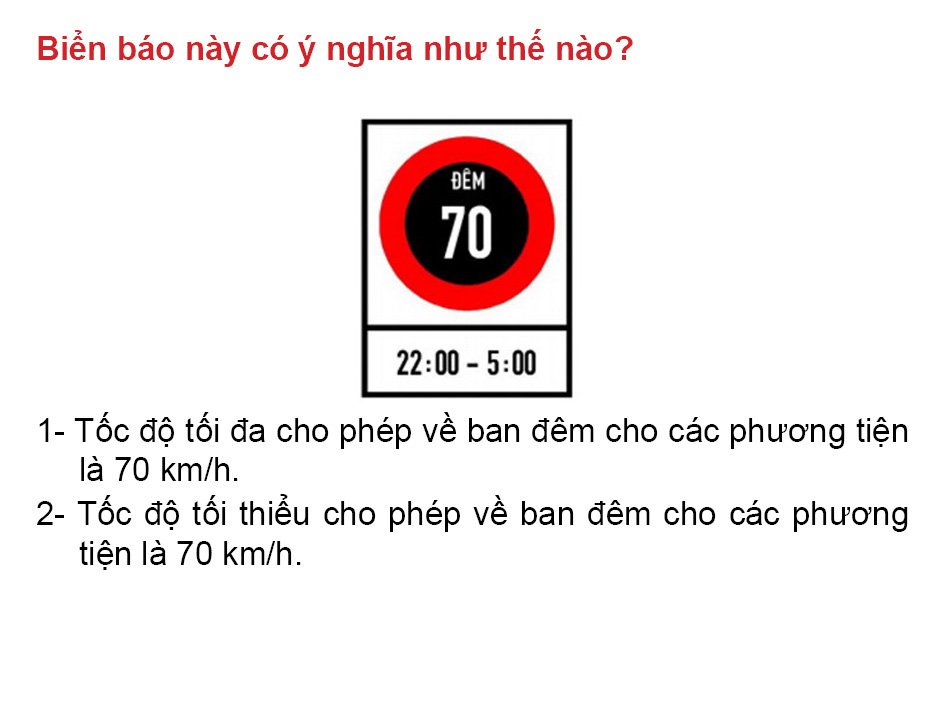 Biển báo này có ý nghĩa như thế nào?
ĐÊM
70
22:00 - 5:00
1- Tốc độ tối đa cho phép về ban đêm cho các phương tiện
là 70 km/h.
2- Tốc độ tối thiểu cho phép về ban đêm cho các phương
tiện là 70 km/h.